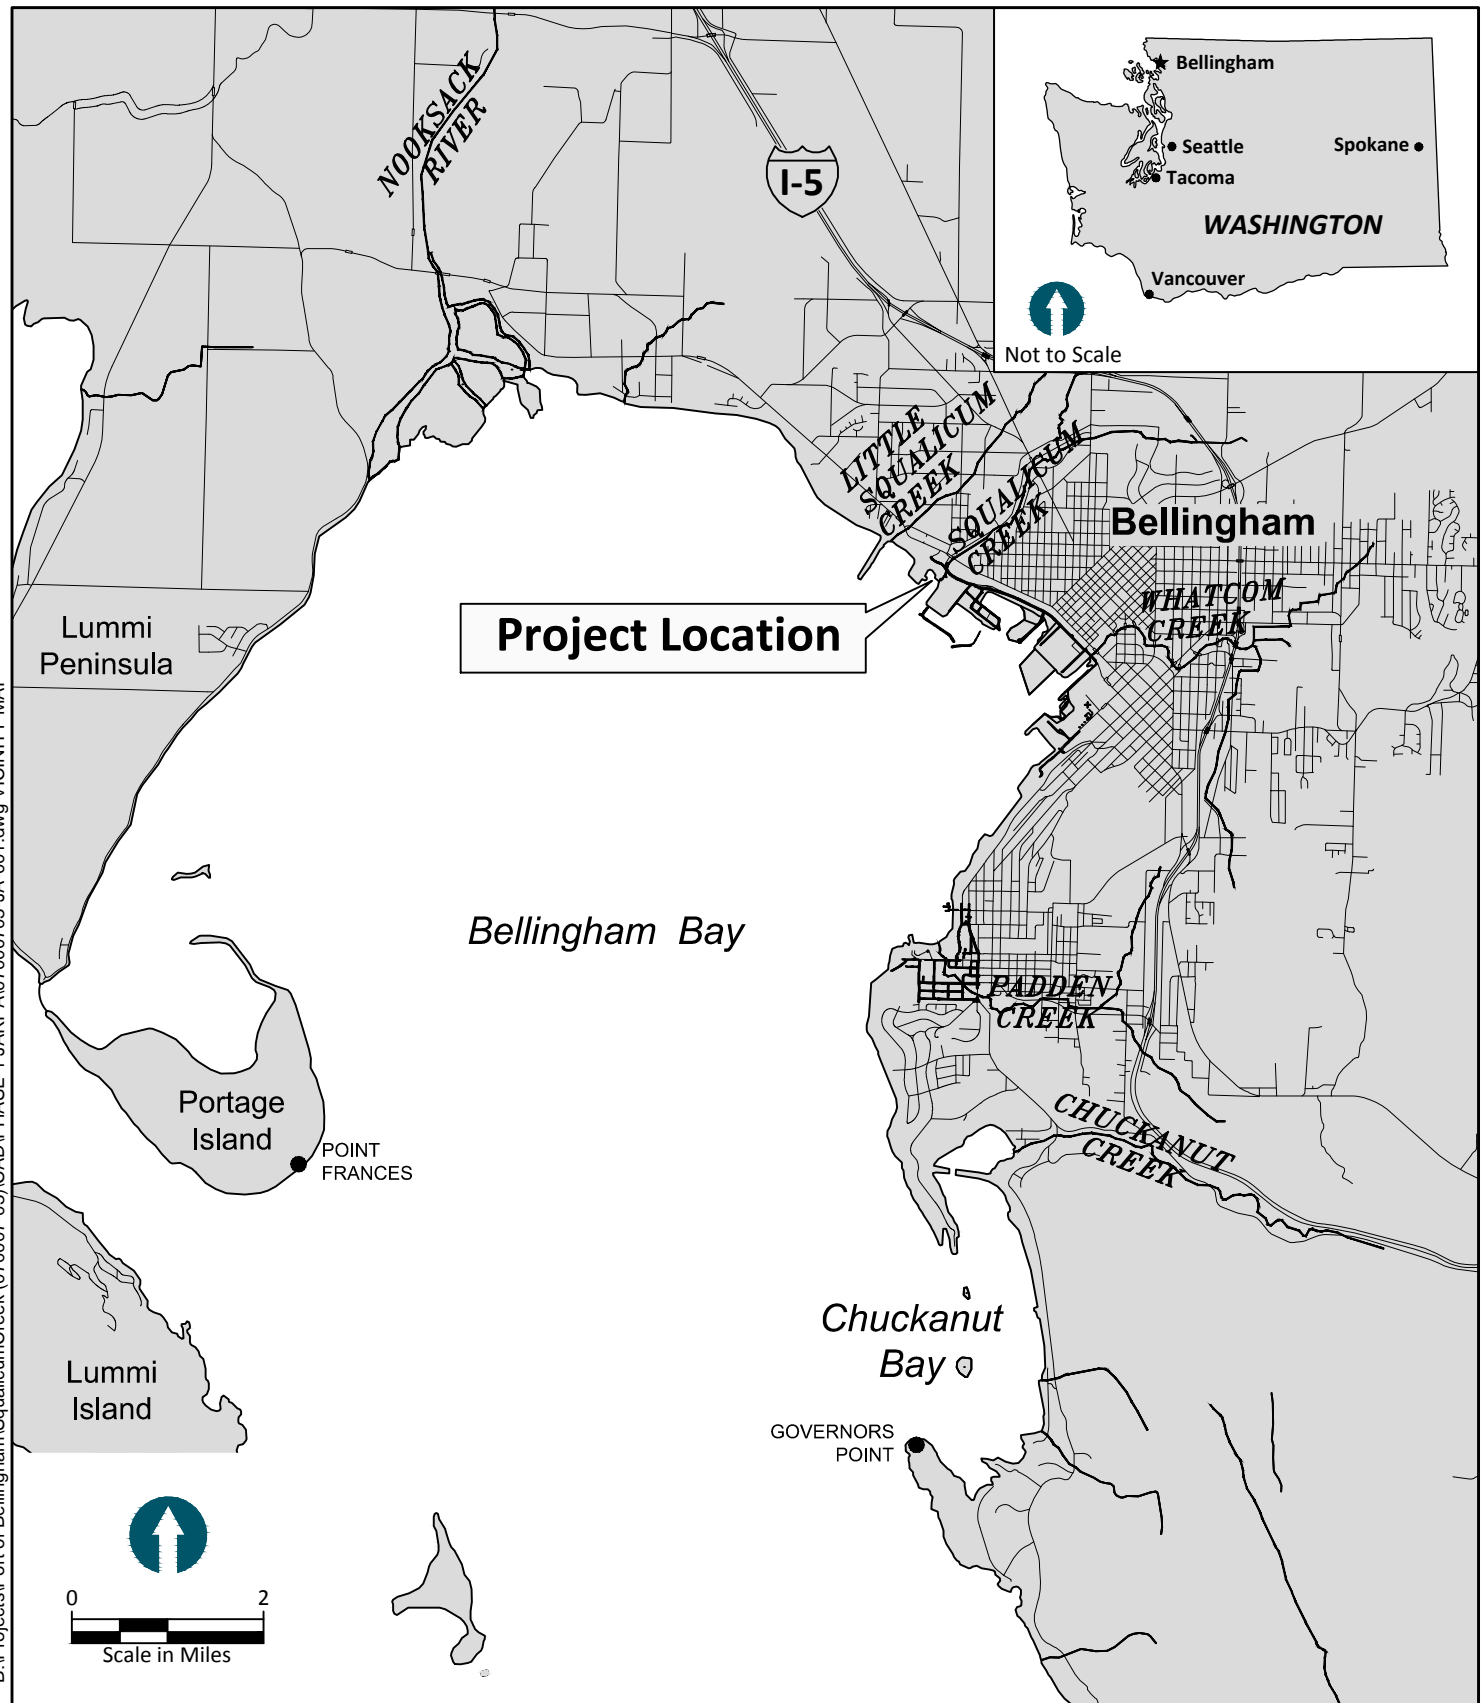 NOOKSACK
RIVER
I-5
Bellingham
Seattle
Spokane
Tacoma
WASHINGTON
Vancouver
Not to Scale
LITTLE
SQUALICUM
CREEK
SQUALICUM
CREEK
Bellingham
WHATCOM
CREEK
Project Location
Lummi
Peninsula
Bellingham Bay
PADDEN
CREEK
Portage
Island
POINT
FRANCES
CHUCKANUT
CREEK
Chuckanut
Bay
Lummi
Island
GOVERNORS
POINT
0 2
Scale in Miles